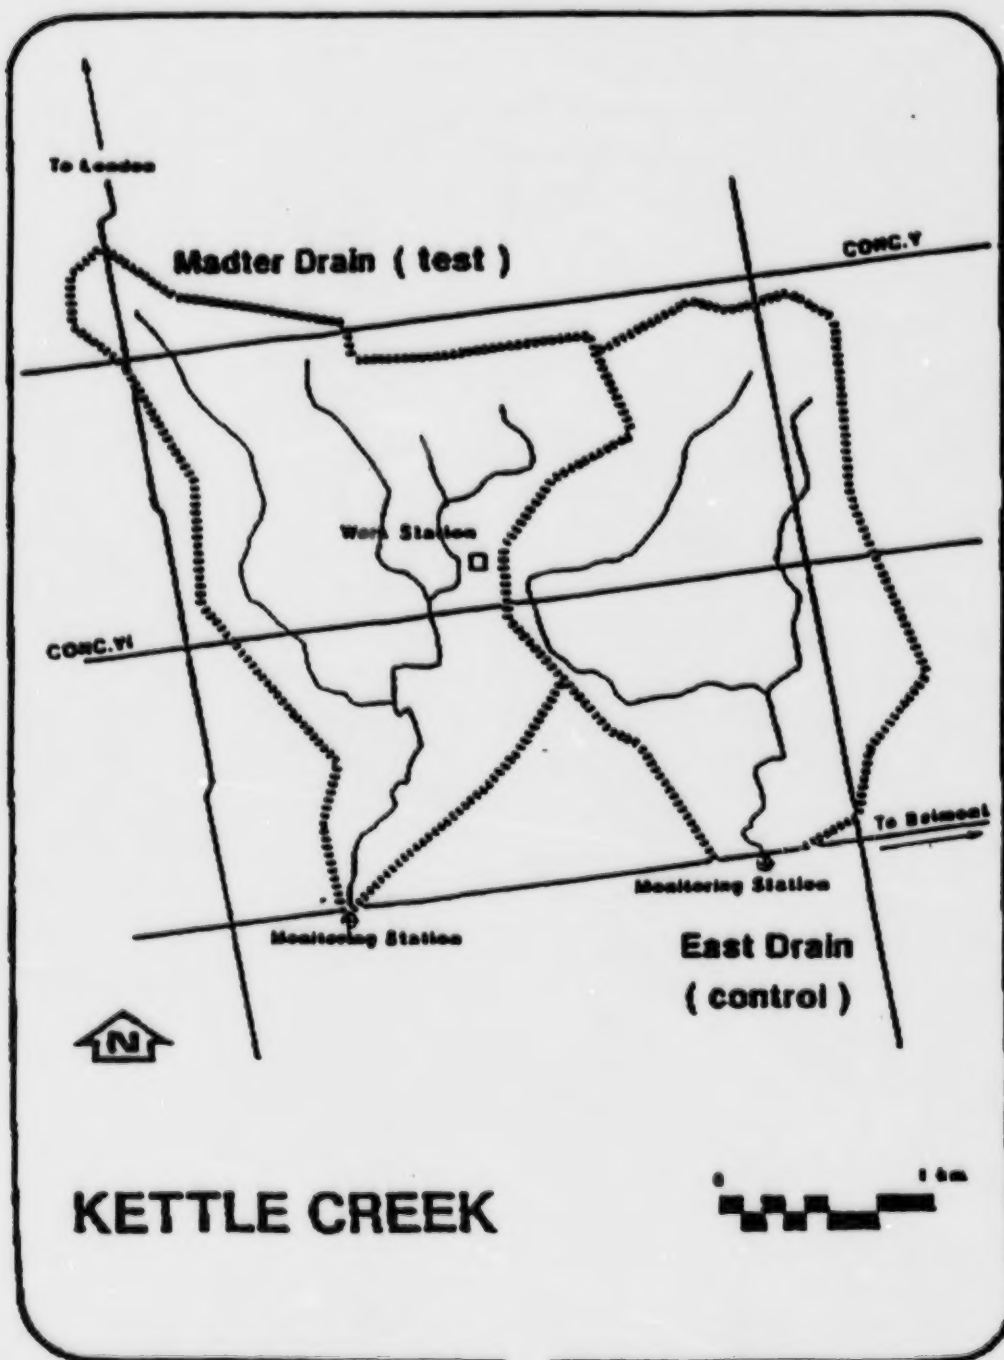 To London
Madter Drain ( test )
CONC.V
Work Station
CONC.VI
To Belmont
Monitoring Station
Monitoring Station
East Drain
( control )
N
KETTLE CREEK
0 1 km